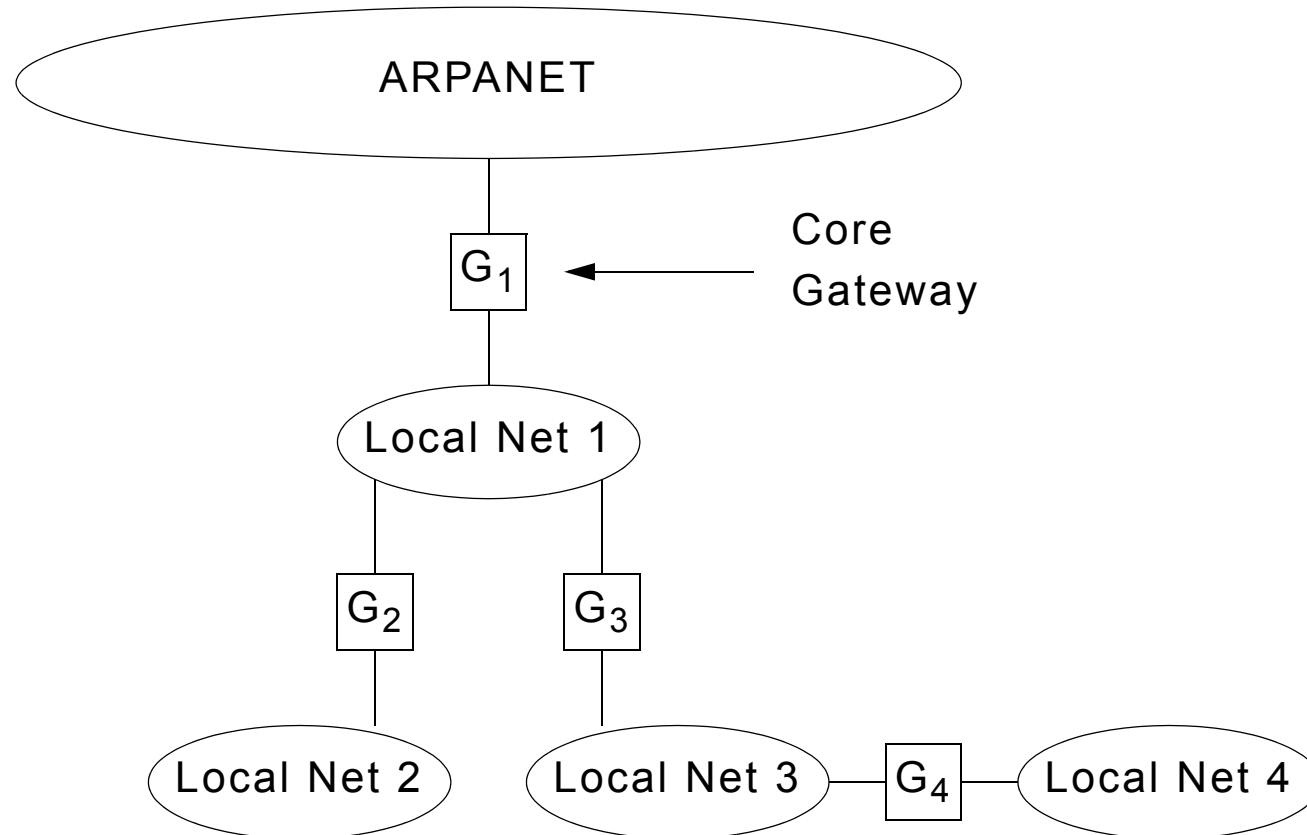 ARPANET
G1
Core
Gateway
Local Net 1
G2
G3
Local Net 2
Local Net 3
G4
Local Net 4